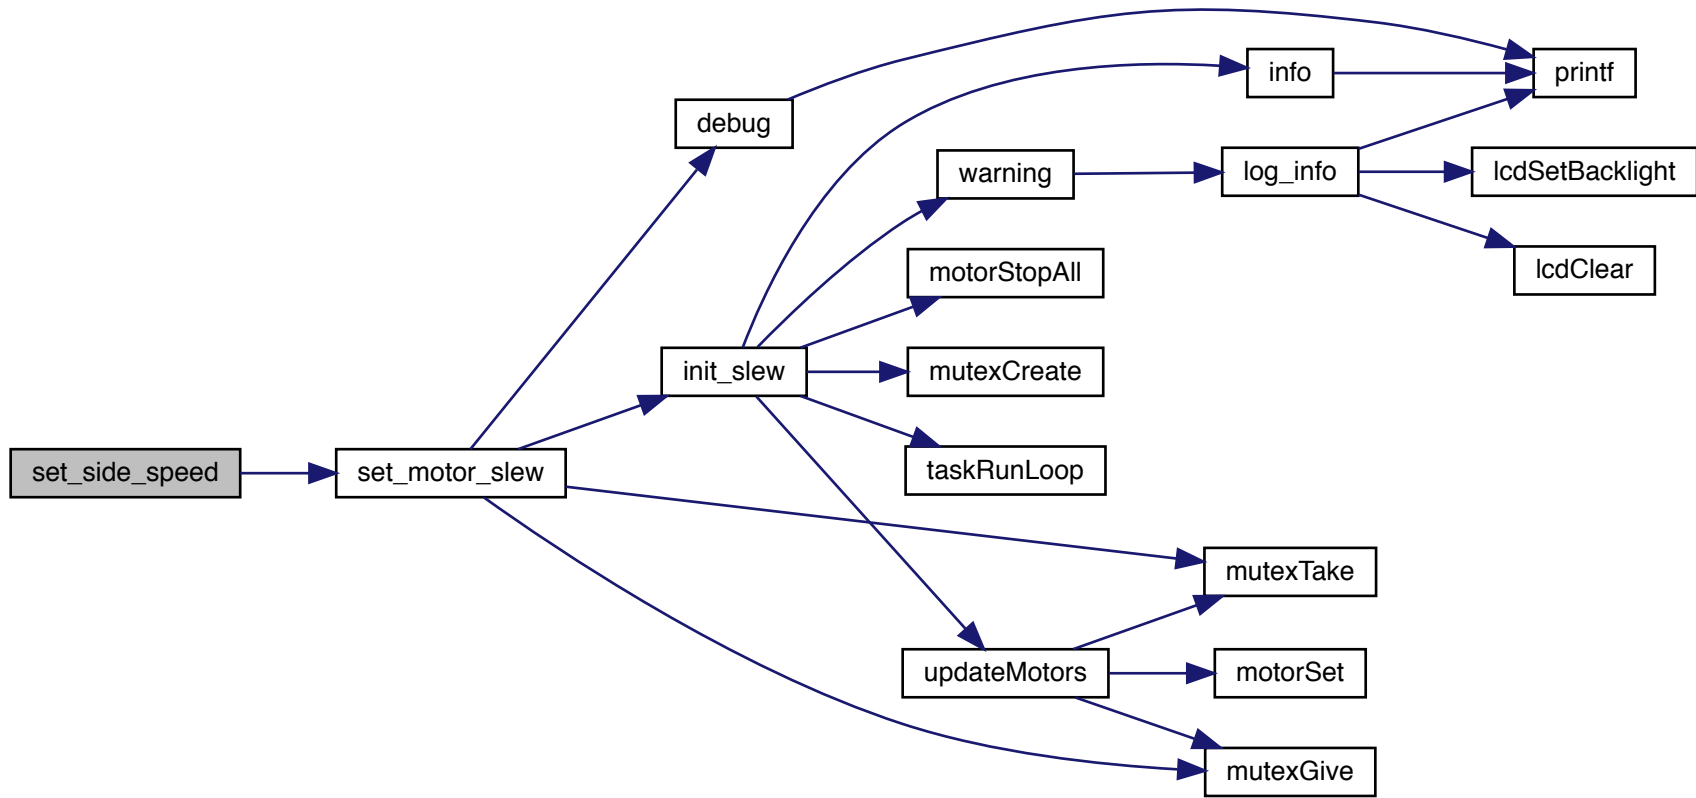 printf
info
debug
lcdSetBacklight
log_info
warning
lcdClear
motorStopAll
init_slew
mutexCreate
taskRunLoop
set_side_speed
set_motor_slew
mutexTake
updateMotors
motorSet
mutexGive